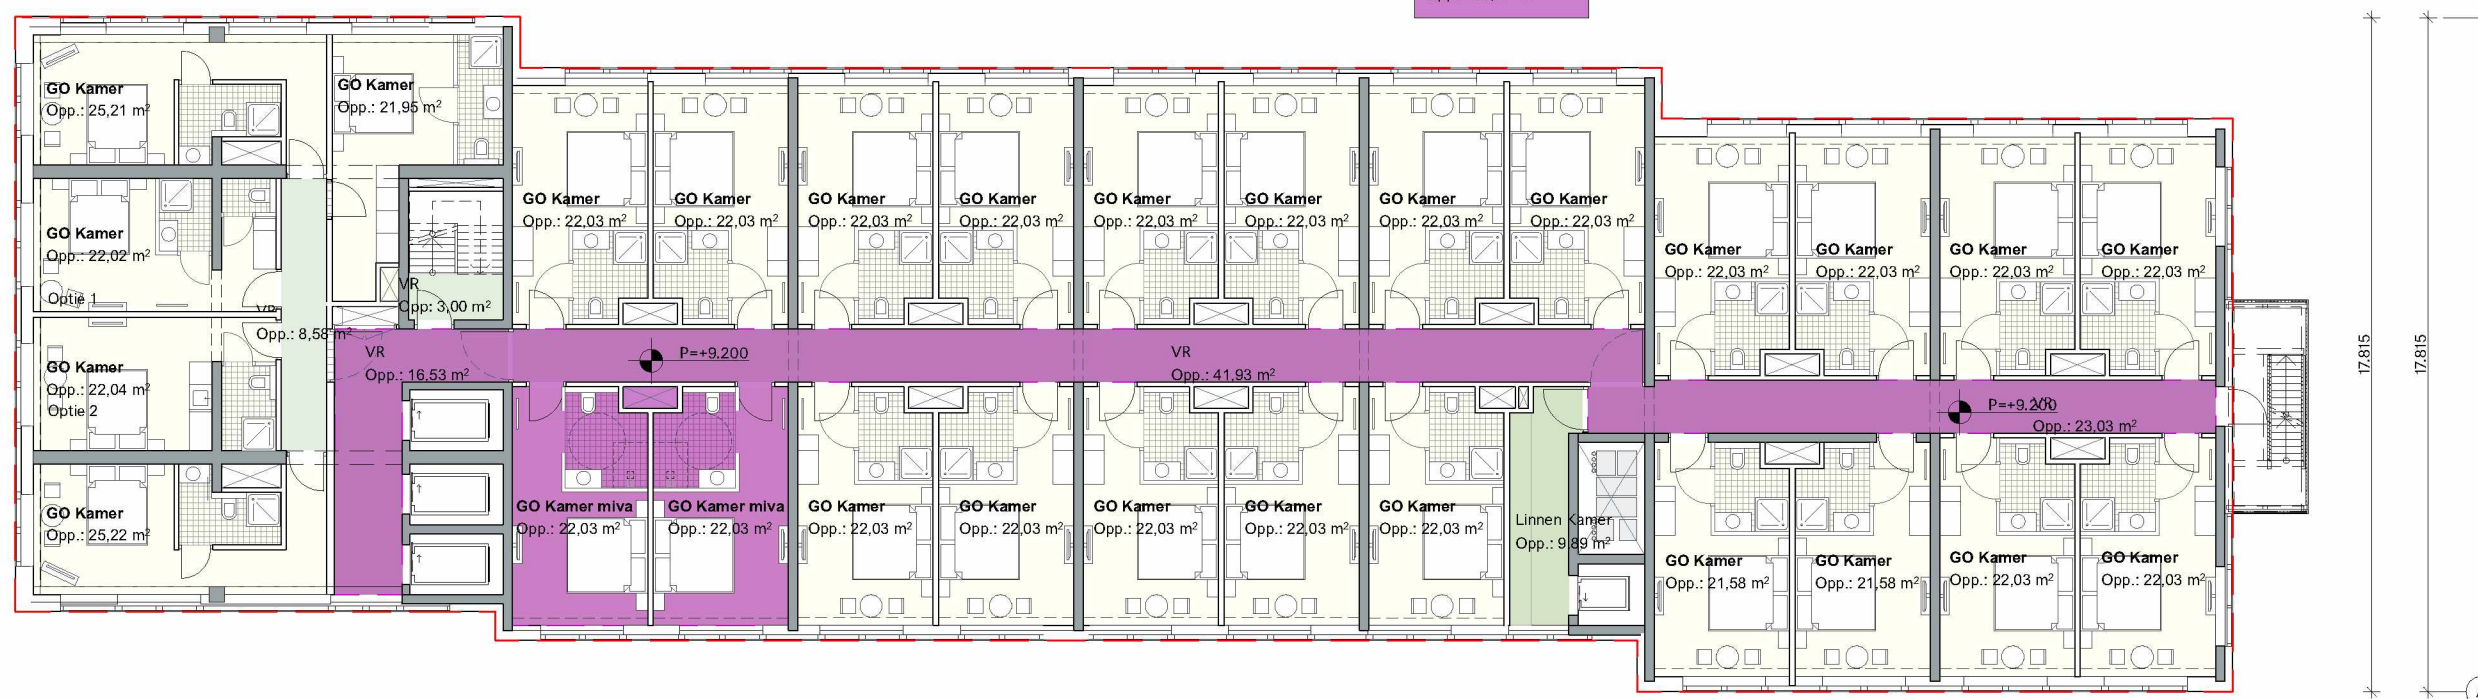 GO Kamer
Opp.: 25,21 m²
GO Kamer
Opp.: 21,95 m²
GO Kamer
Opp.: 22,02 m²
Optie 1
VR
Opp.: 8,58 m²
GO Kamer
Opp.: 22,04 m²
Optie 2
GO Kamer
Opp.: 25,22 m²
VR
Opp: 3,00 m²
VR
Opp.: 16,53 m²
GO Kamer
Opp.: 22,03 m²
GO Kamer
Opp.: 22,03 m²
GO Kamer
Opp.: 22,03 m²
GO Kamer
Opp.: 22,03 m²
GO Kamer
Opp.: 22,03 m²
GO Kamer
Opp.: 22,03 m²
GO Kamer
Opp.: 22,03 m²
GO Kamer
Opp.: 22,03 m²
GO Kamer
Opp.: 22,03 m²
GO Kamer
Opp.: 22,03 m²
GO Kamer
Opp.: 22,03 m²
GO Kamer
Opp.: 22,03 m²
P=+9.200
VR
Opp.: 41,93 m²
P=+9.200
VR
Opp.: 23,03 m²
GO Kamer miva
Opp.: 22,03 m²
GO Kamer miva
Opp.: 22,03 m²
GO Kamer
Opp.: 22,03 m²
GO Kamer
Opp.: 22,03 m²
GO Kamer
Opp.: 22,03 m²
GO Kamer
Opp.: 22,03 m²
GO Kamer
Opp.: 22,03 m²
Linnen Kamer
Opp.: 9,89 m²
GO Kamer
Opp.: 21,58 m²
GO Kamer
Opp.: 21,58 m²
GO Kamer
Opp.: 22,03 m²
GO Kamer
Opp.: 22,03 m²
17.815
17.815